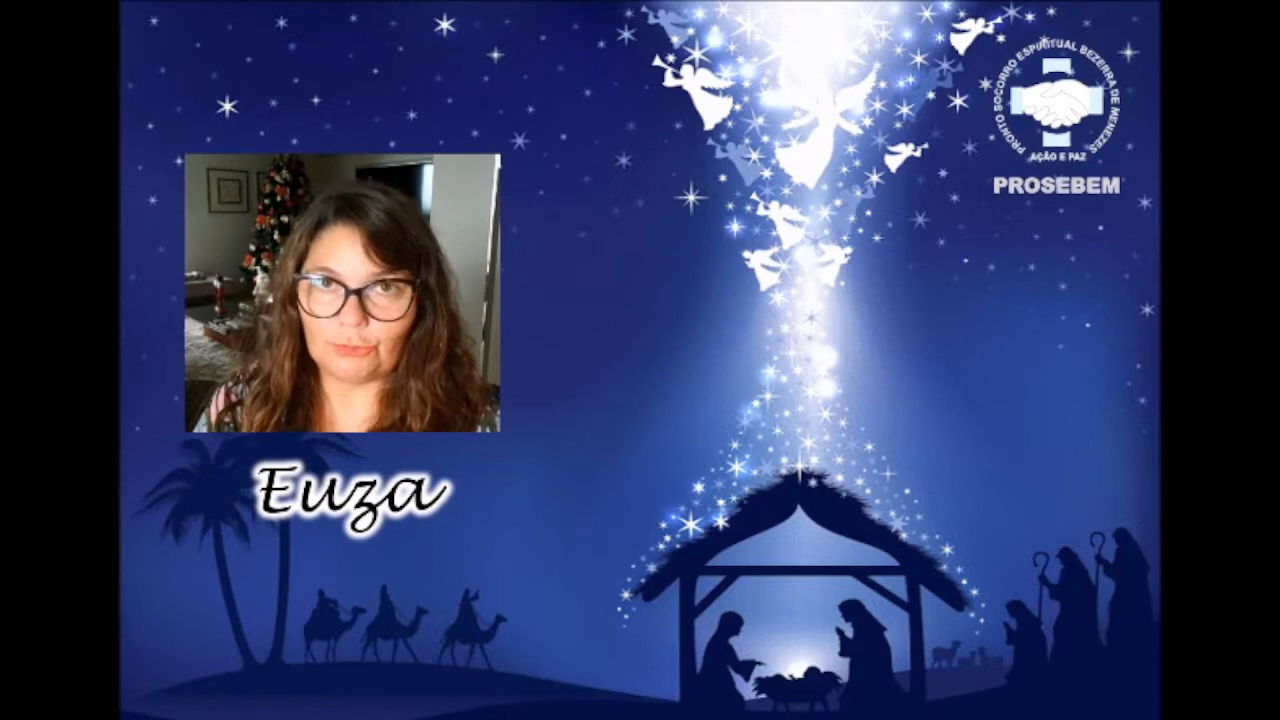 PRONTO SOCORRO ESPIRITUAL BEZERRA DE MENEZES
AÇÃO E PAZ
PROSEBEM
Euza